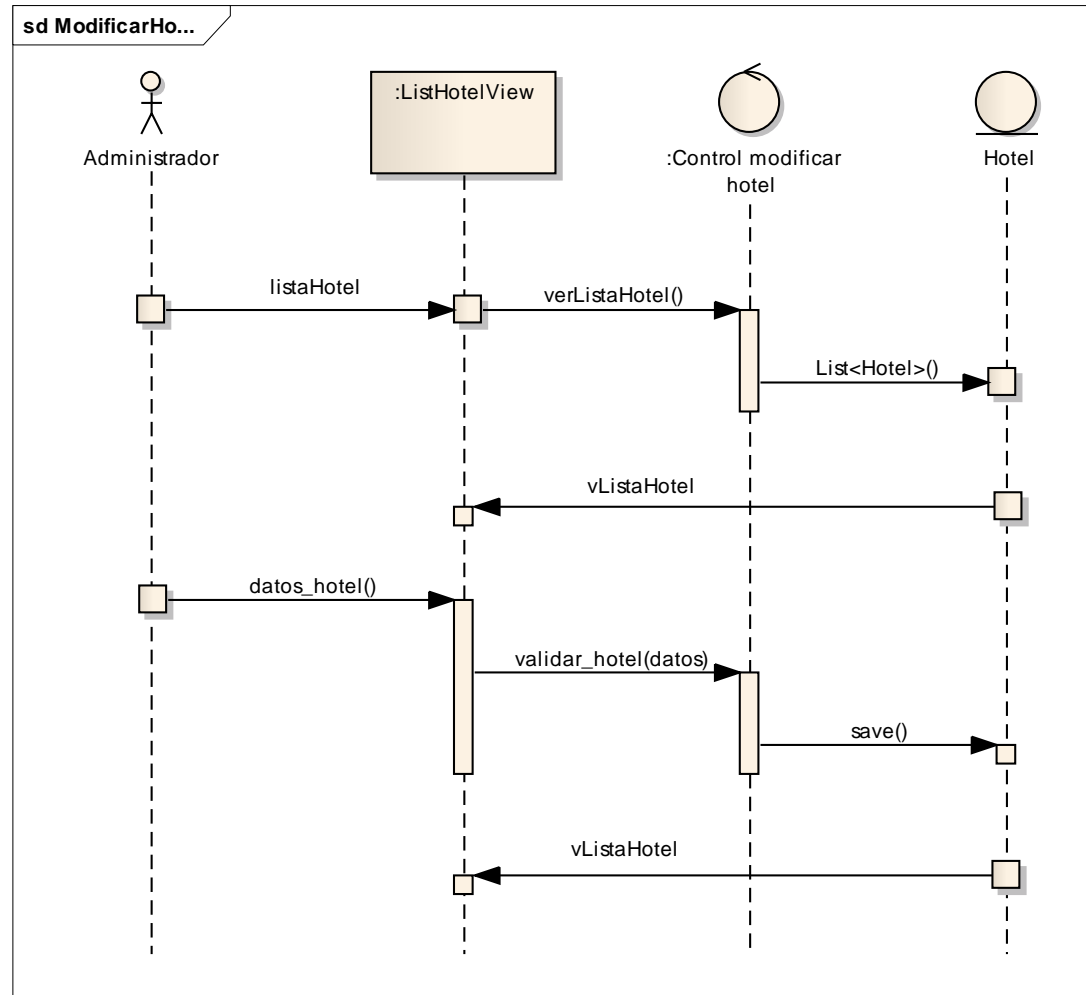 sd ModificarHo...
:ListHotelView
Administrador
:Control modificar
hotel
Hotel
listaHotel
verListaHotel()
List<Hotel>()
vListaHotel
datos_hotel()
validar_hotel(datos)
save()
vListaHotel